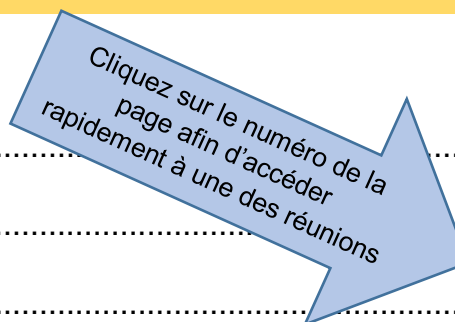 Cliquez sur le numéro de la
page afin d'accéder
rapidement à une des réunions